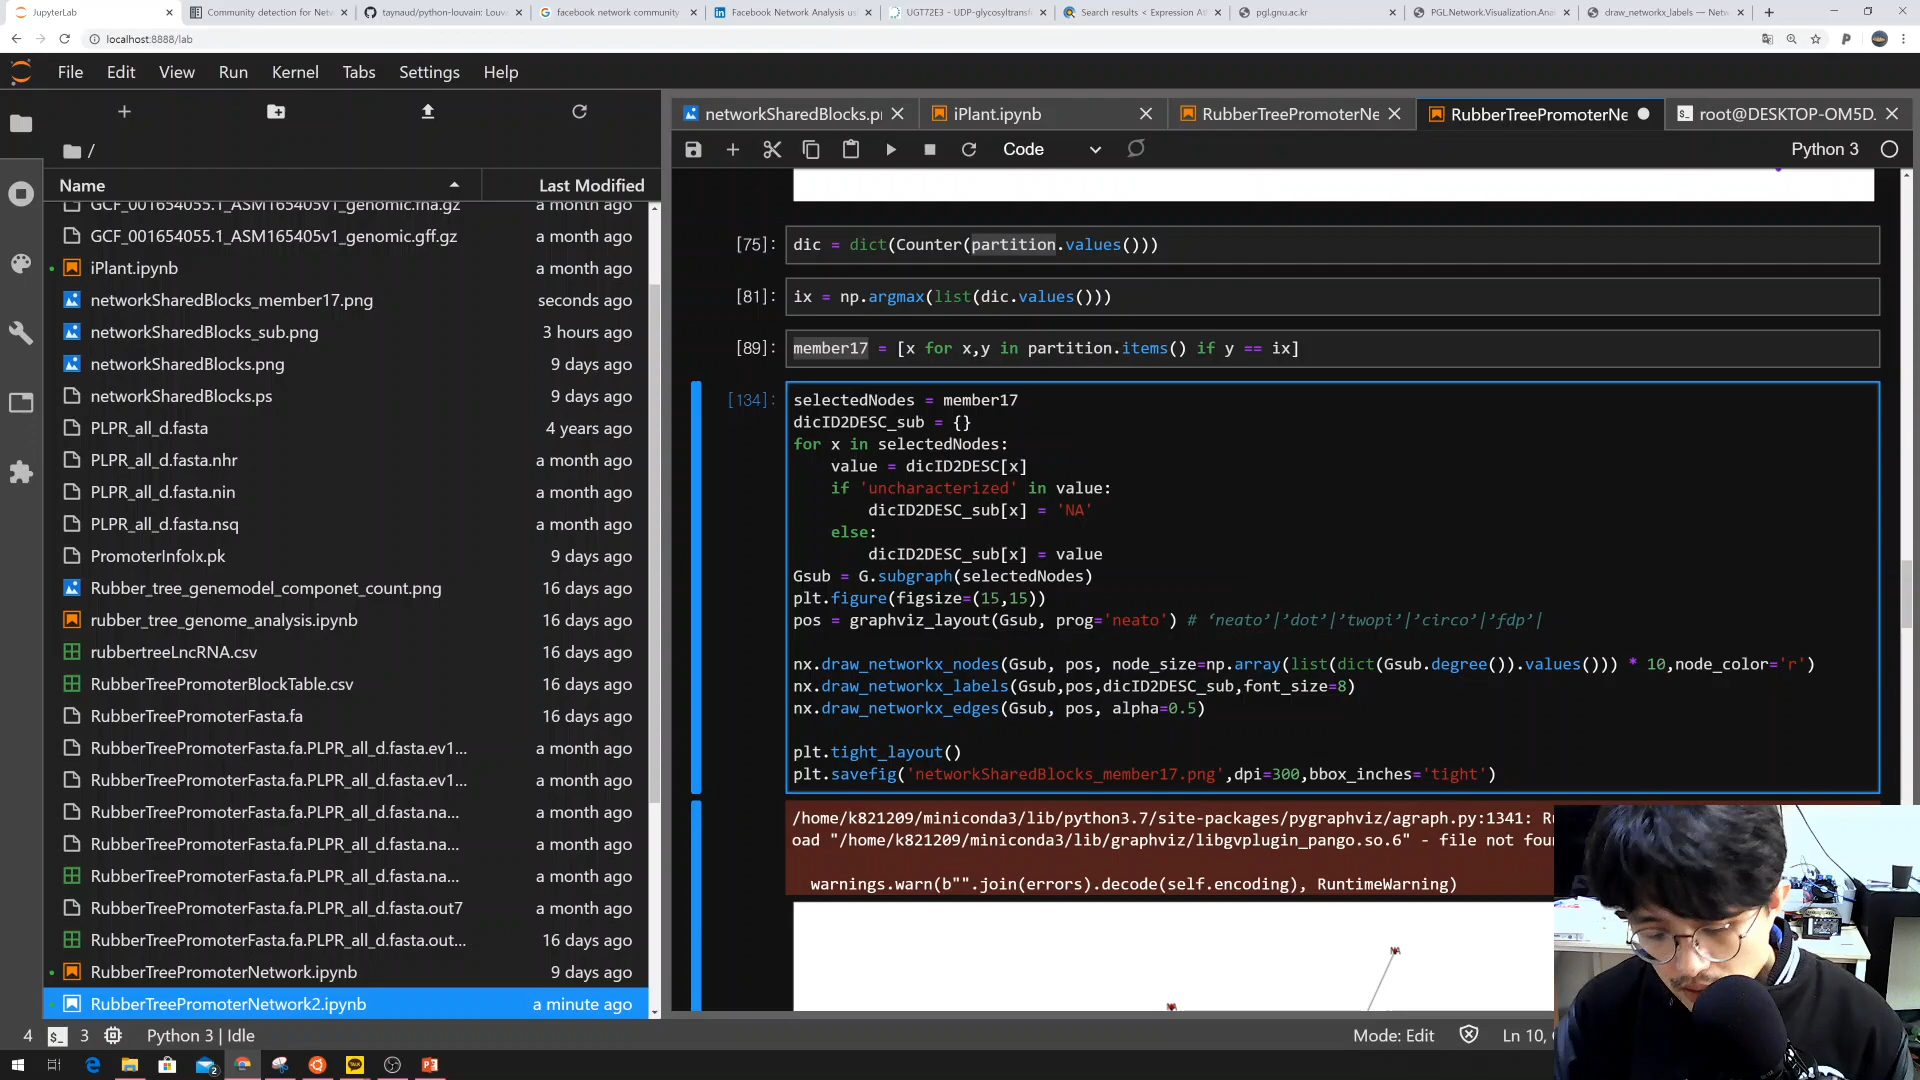 JupyterLab
Community detection for Netw
taynaud/python-louvain: Louva
facebook network community
Facebook Network Analysis us
UGT72E3 - UDP-glycosyltransf
Search results < Expression At
pgl.gnu.ac.kr
PGL.Network.Visualization.Ana
draw_networkx_labels — Netw
localhost:8888/lab
File Edit View Run Kernel Tabs Settings Help
networkSharedBlocks.pr
iPlant.ipynb
RubberTreePromoterNe
RubberTreePromoterNe
root@DESKTOP-OM5D.
Code
Python 3
/
Name Last Modified
GCF_001654055.1_ASM165405v1_genomic.fna.gz a month ago
GCF_001654055.1_ASM165405v1_genomic.gff.gz a month ago
iPlant.ipynb a month ago
networkSharedBlocks_member17.png seconds ago
networkSharedBlocks_sub.png 3 hours ago
networkSharedBlocks.png 9 days ago
networkSharedBlocks.ps 9 days ago
PLPR_all_d.fasta 4 years ago
PLPR_all_d.fasta.nhr a month ago
PLPR_all_d.fasta.nin a month ago
PLPR_all_d.fasta.nsq a month ago
PromoterInfoIx.pk 9 days ago
Rubber_tree_genemodel_componet_count.png 16 days ago
rubber_tree_genome_analysis.ipynb 16 days ago
rubbertreeLncRNA.csv 16 days ago
RubberTreePromoterBlockTable.csv 16 days ago
RubberTreePromoterFasta.fa 16 days ago
RubberTreePromoterFasta.fa.PLPR_all_d.fasta.ev1... a month ago
RubberTreePromoterFasta.fa.PLPR_all_d.fasta.ev1... a month ago
RubberTreePromoterFasta.fa.PLPR_all_d.fasta.na... a month ago
RubberTreePromoterFasta.fa.PLPR_all_d.fasta.na... a month ago
RubberTreePromoterFasta.fa.PLPR_all_d.fasta.na... a month ago
RubberTreePromoterFasta.fa.PLPR_all_d.fasta.out7 a month ago
RubberTreePromoterFasta.fa.PLPR_all_d.fasta.out... 16 days ago
RubberTreePromoterNetwork.ipynb 9 days ago
RubberTreePromoterNetwork2.ipynb a minute ago
[75]: dic = dict(Counter(partition.values()))
[81]: ix = np.argmax(list(dic.values()))
[89]: member17 = [x for x,y in partition.items() if y == ix]
[134]: selectedNodes = member17
dicID2DESC_sub = {}
for x in selectedNodes:
    value = dicID2DESC[x]
    if 'uncharacterized' in value:
        dicID2DESC_sub[x] = 'NA'
    else:
        dicID2DESC_sub[x] = value
Gsub = G.subgraph(selectedNodes)
plt.figure(figsize=(15,15))
pos = graphviz_layout(Gsub, prog='neato') # ‘neato’|’dot’|’twopi’|’circo’|’fdp’|
nx.draw_networkx_nodes(Gsub, pos, node_size=np.array(list(dict(Gsub.degree()).values())) * 10,node_color='r')
nx.draw_networkx_labels(Gsub,pos,dicID2DESC_sub,font_size=8)
nx.draw_networkx_edges(Gsub, pos, alpha=0.5)
plt.tight_layout()
plt.savefig('networkSharedBlocks_member17.png',dpi=300,bbox_inches='tight')
/home/k821209/miniconda3/lib/python3.7/site-packages/pygraphviz/agraph.py:1341: R
oad "/home/k821209/miniconda3/lib/graphviz/libgvplugin_pango.so.6" - file not foun
warnings.warn(b"".join(errors).decode(self.encoding), RuntimeWarning)
NA
4 3 Python 3 | Idle
Mode: Edit Ln 10,